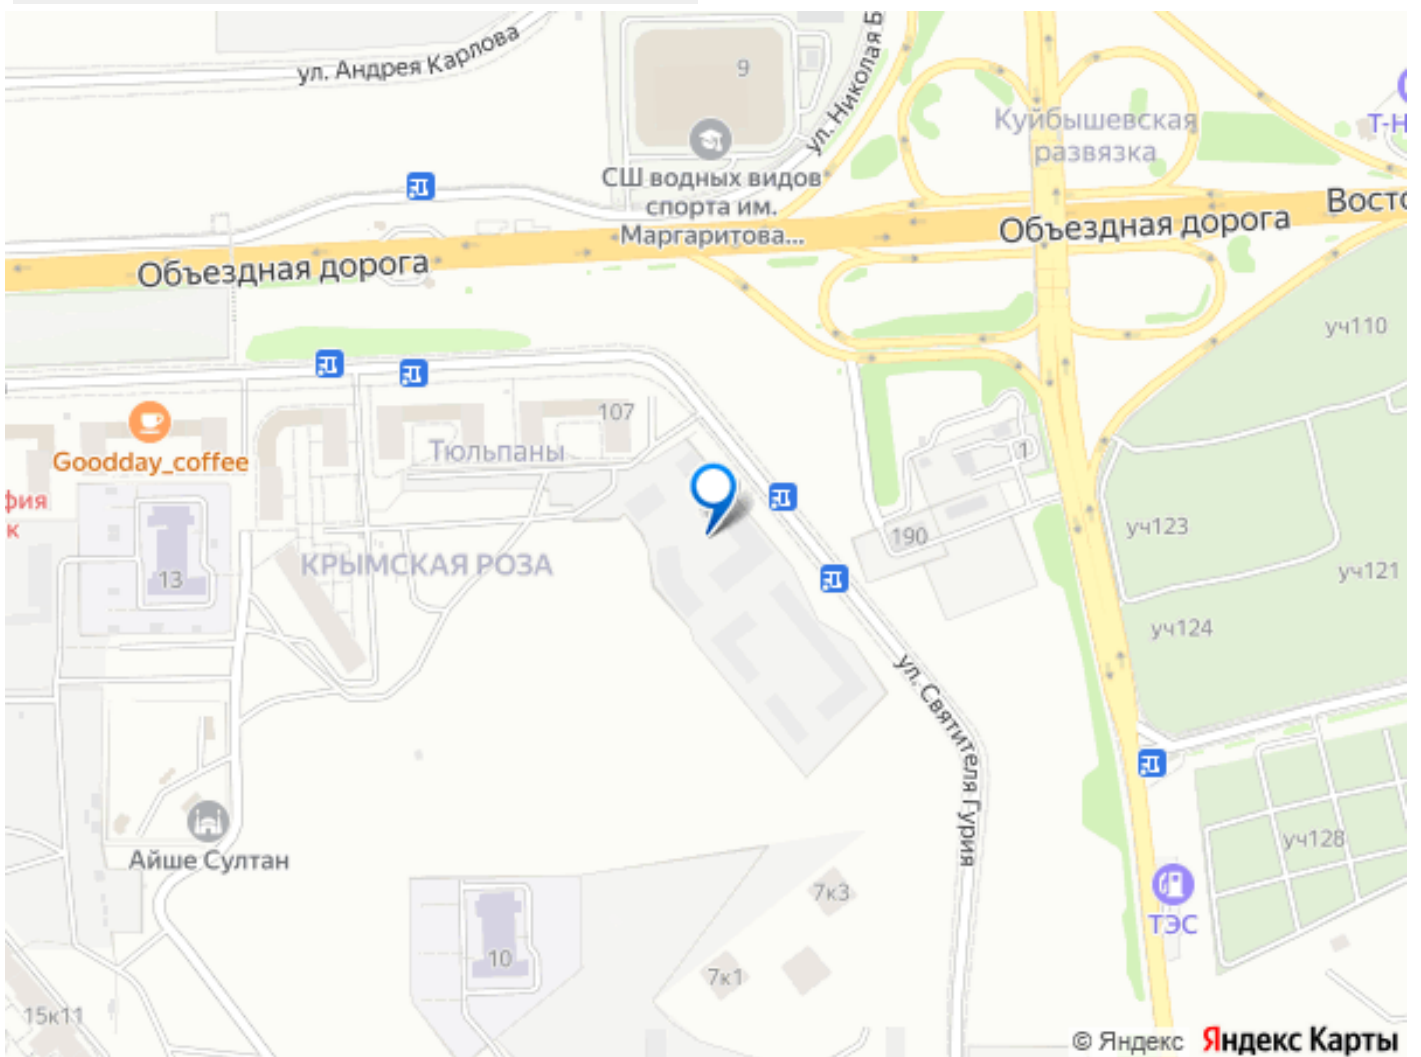 ул. Андрея Карлова
9
ул. Николая Б
Куйбышевская
развязка
Т-Н
СШ водных видов
спорта им.
Маргаритова...
Объездная дорога
Восто
Объездная дорога
уч110
107
Тюльпаны
Goodday_coffee
фия
к
1
190
уч123
КРЫМСКАЯ РОЗА
13
уч121
уч124
ул. Святителя Гурия
Айше Султан
уч128
7к3
ТЭС
10
7к1
15к11
© Яндекс Яндекс Карты